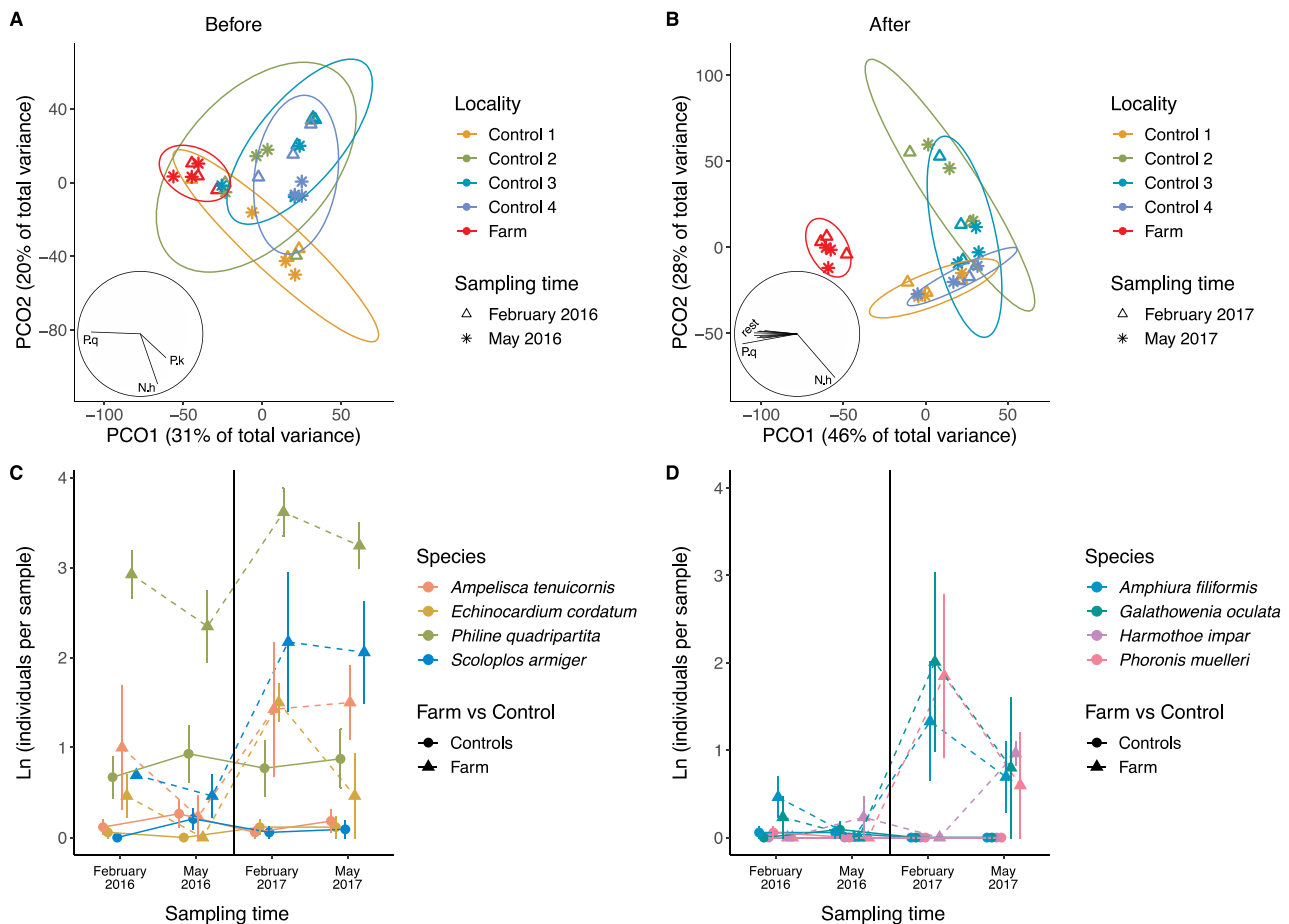 A
Before
PCO2 (20% of total variance)
40
0
−40
−80
P.q
P.k
N.h
−100
−50
0
50
PCO1 (31% of total variance)
Locality
Control 1
Control 2
Control 3
Control 4
Farm
Sampling time
February 2016
May 2016
B
After
PCO2 (28% of total variance)
100
50
0
−50
rest
P.q
N.h
−100
−50
0
50
PCO1 (46% of total variance)
Locality
Control 1
Control 2
Control 3
Control 4
Farm
Sampling time
February 2017
May 2017
C
Ln (individuals per sample)
4
3
2
1
0
February
2016
May
2016
February
2017
May
2017
Sampling time
Species
Ampelisca tenuicornis
Echinocardium cordatum
Philine quadripartita
Scoloplos armiger
Farm vs Control
Controls
Farm
D
Ln (individuals per sample)
4
3
2
1
0
February
2016
May
2016
February
2017
May
2017
Sampling time
Species
Amphiura filiformis
Galathowenia oculata
Harmothoe impar
Phoronis muelleri
Farm vs Control
Controls
Farm